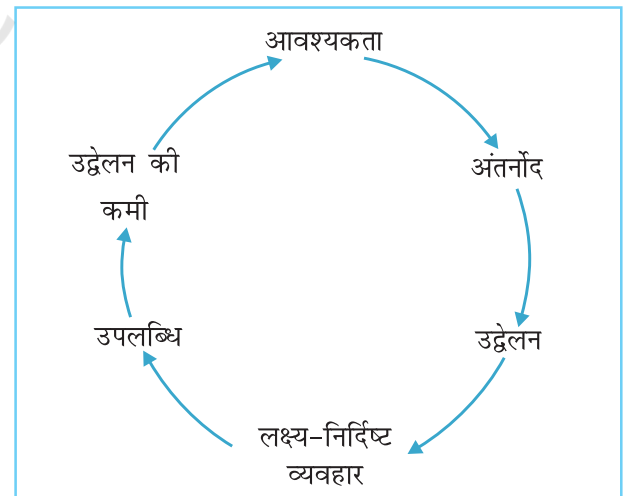 आवश्यकता
अंतर्नोद
उद्वेलन
लक्ष्य-निर्दिष्ट
व्यवहार
उपलब्धि
उद्वेलन की
कमी